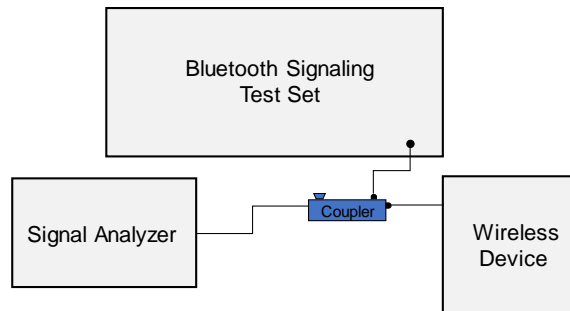 Bluetooth Signaling
Test Set
Signal Analyzer
Coupler
Wireless
Device